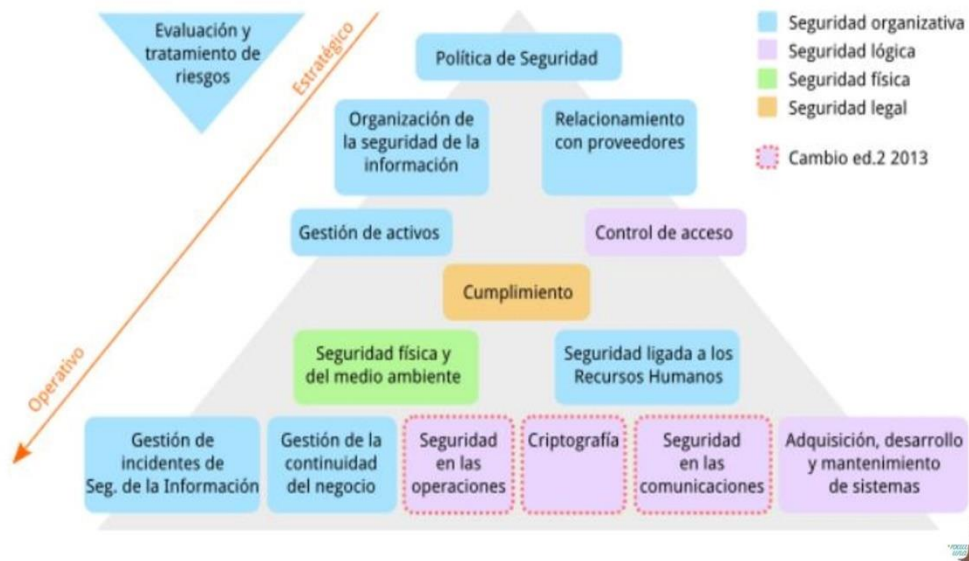 Evaluación y
tratamiento de
riesgos
Estratégico
Operativo
Política de Seguridad
Organización de
la seguridad de la
información
Relacionamiento
con proveedores
Gestión de activos
Control de acceso
Cumplimiento
Seguridad física y
del medio ambiente
Seguridad ligada a los
Recursos Humanos
Gestión de
incidentes de
Seg. de la Información
Gestión de la
continuidad
del negocio
Seguridad
en las
operaciones
Criptografía
Seguridad
en las
comunicaciones
Adquisición, desarrollo
y mantenimiento
de sistemas
Seguridad organizativa
Seguridad lógica
Seguridad física
Seguridad legal
Cambio ed.2 2013